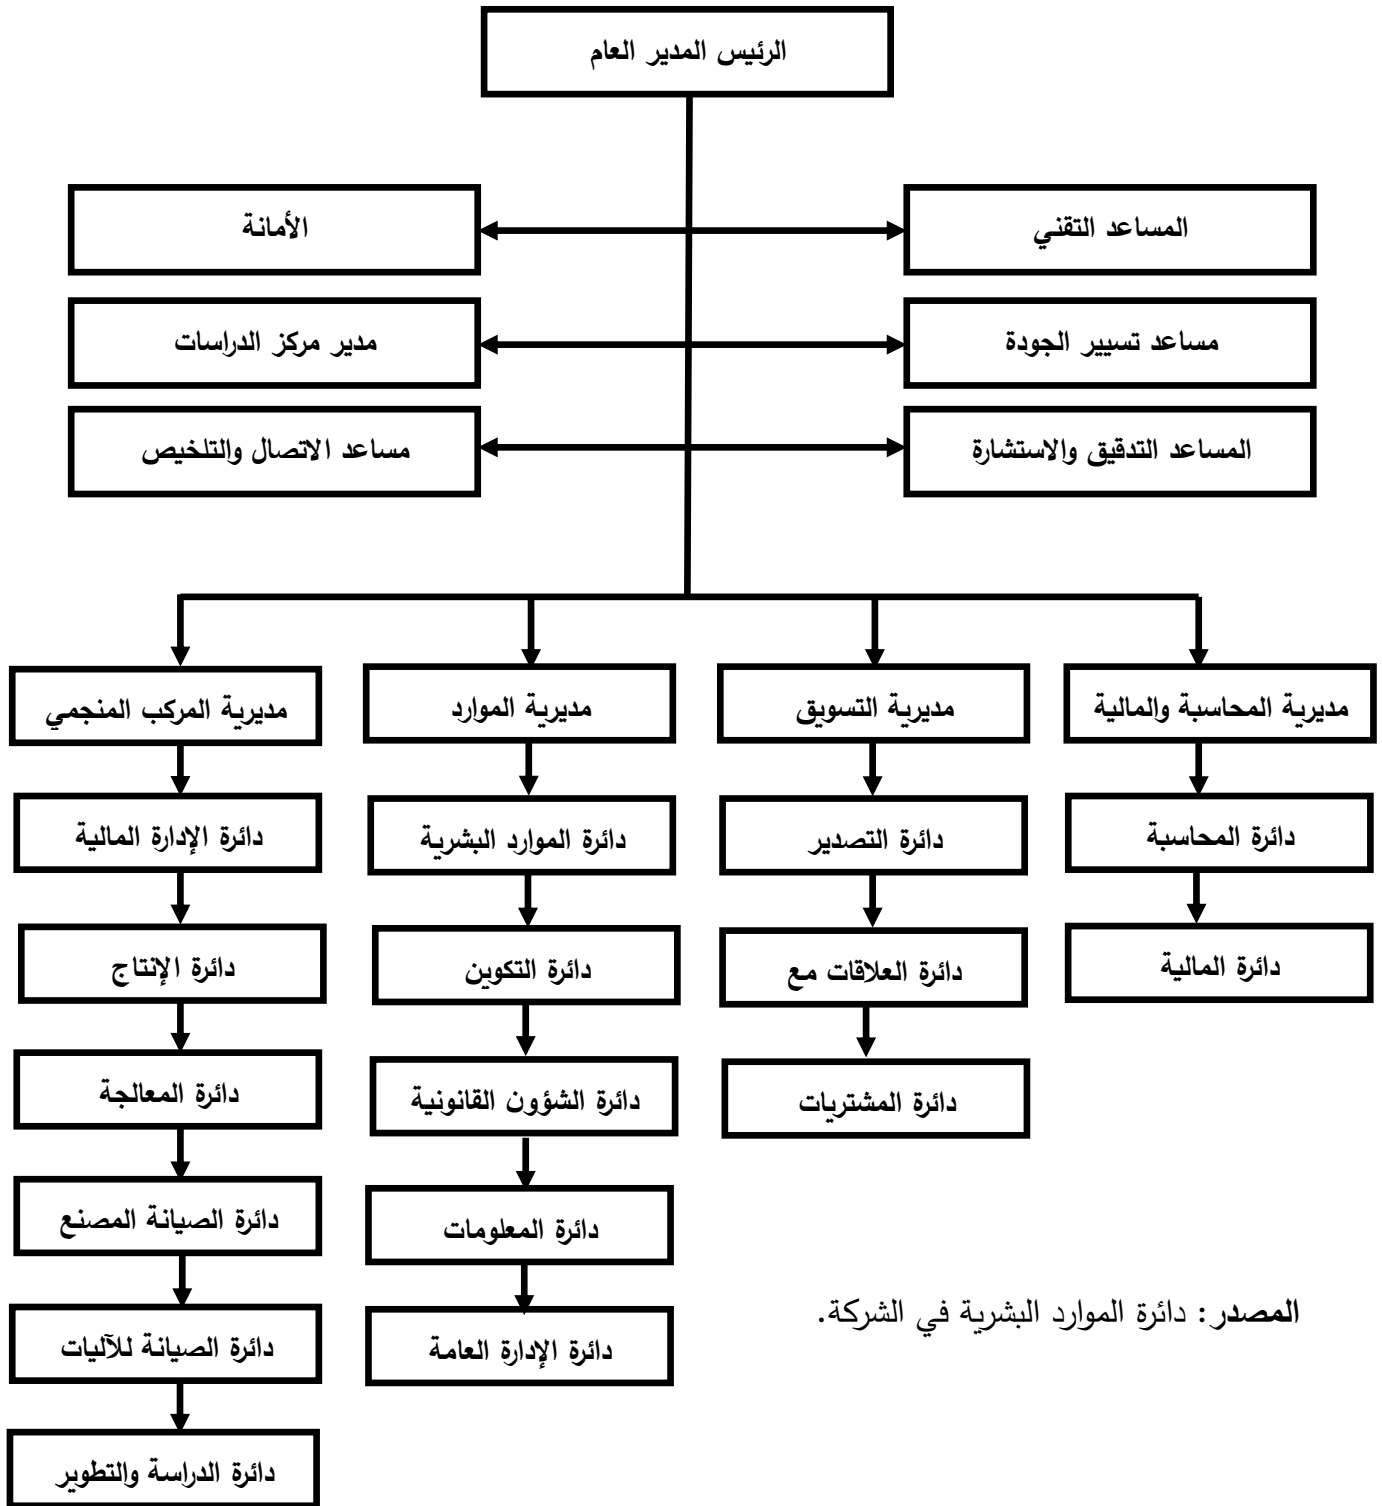 الرئيس المدير العام
المساعد التقني
الأمانة
مساعد تسيير الجودة
مدير مركز الدراسات
المساعد التدقيق والاستشارة
مساعد الاتصال والتلخيص
مديرية المحاسبة والمالية
مديرية التسويق
مديرية الموارد
مديرية المركب المنجمي
دائرة المحاسبة
دائرة التصدير
دائرة الموارد البشرية
دائرة الإدارة المالية
دائرة المالية
دائرة العلاقات مع
دائرة التكوين
دائرة الإنتاج
دائرة المشتريات
دائرة الشؤون القانونية
دائرة المعالجة
دائرة المعلومات
دائرة الصيانة المصنع
دائرة الإدارة العامة
دائرة الصيانة للآليات
دائرة الدراسة والتطوير
المصدر: دائرة الموارد البشرية في الشركة.